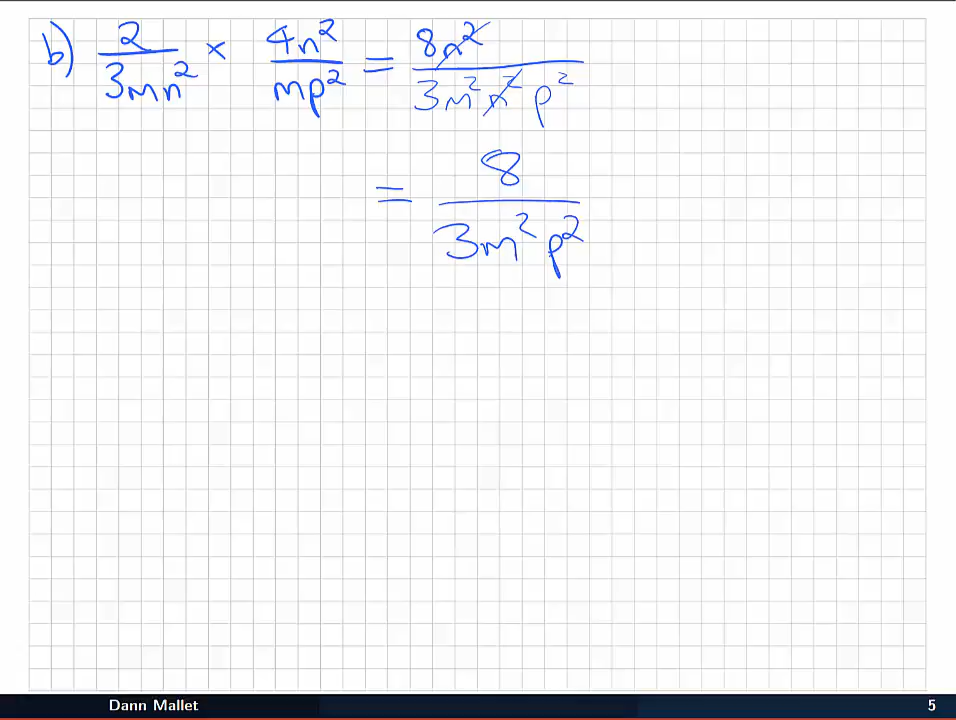 b) 2/3mn² × 4n²/mp² = 8n²/3m²n²p²
= 8/3m²p²
Dann Mallet 5